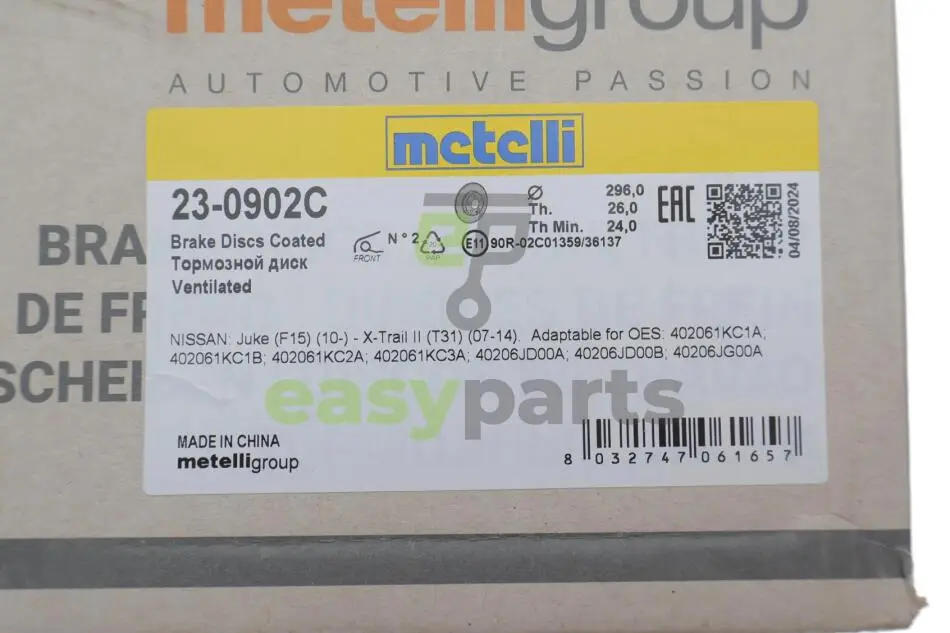 metelligroup
AUTOMOTIVE PASSION
metelli
23-0902C
Ø 296,0
Th. 26,0
Th Min. 24,0
EAC
04/08/2024
Brake Discs Coated
Тормозной диск
Ventilated
FRONT
N° 2
20
PAP
E11 90R-02C01359/36137
BRA
DE FR
SCHEI
NISSAN: Juke (F15) (10-) - X-Trail II (T31) (07-14). Adaptable for OES: 402061KC1A;
402061KC1B; 402061KC2A; 402061KC3A; 40206JD00A; 40206JD00B; 40206JG00A
easyparts
MADE IN CHINA
metelligroup
8 032747 061657